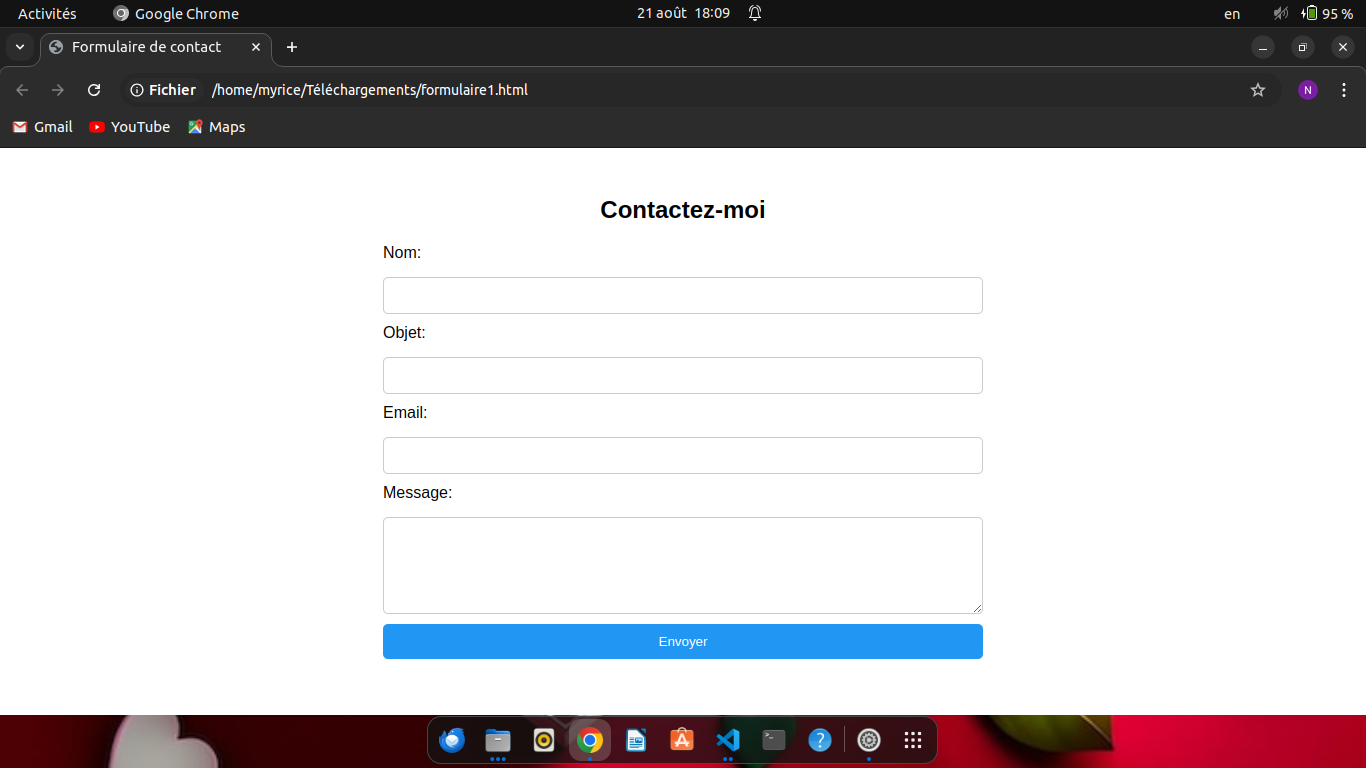 Activités Google Chrome 21 août 18:09 en 95 %
Formulaire de contact
Fichier /home/myrice/Téléchargements/formulaire1.html N
Gmail YouTube Maps
Contactez-moi
Nom:
Objet:
Email:
Message:
Envoyer